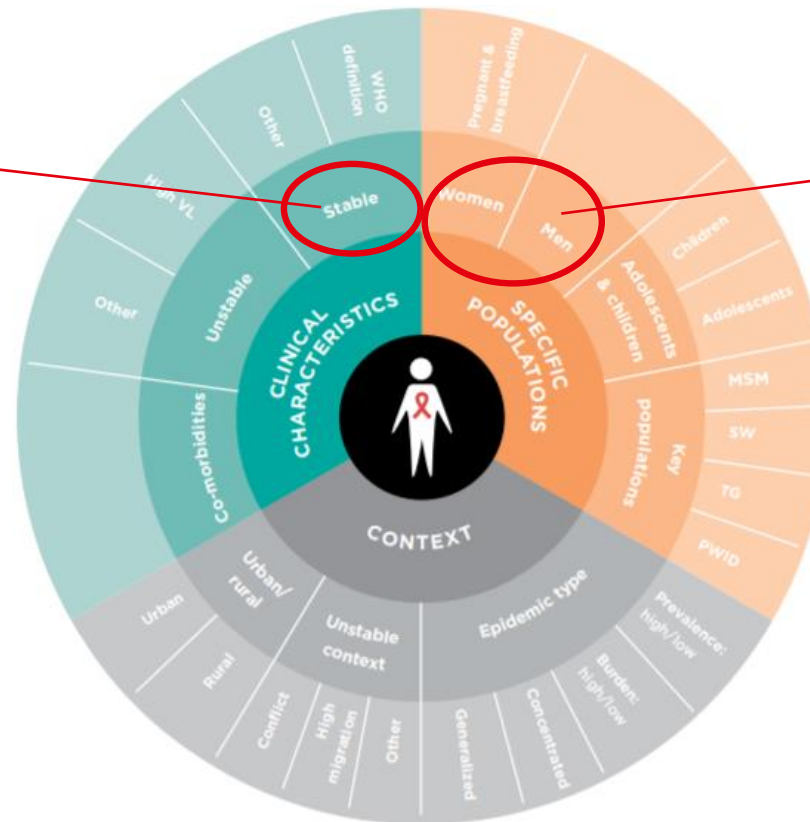 CLINICAL
CHARACTERISTICS
Stable
WHO
definition
Other
Unstable
High VL
Other
Co-morbidities
SPECIFIC
POPULATIONS
Women
Pregnant &
breastfeeding
Men
Adolescents
& children
Children
Adolescents
Key
populations
MSM
SW
TG
PWID
CONTEXT
Urban/
rural
Urban
Rural
Unstable
context
Conflict
High
migration
Other
Epidemic type
Generalized
Concentrated
Burden:
high/low
Prevalence:
high/low